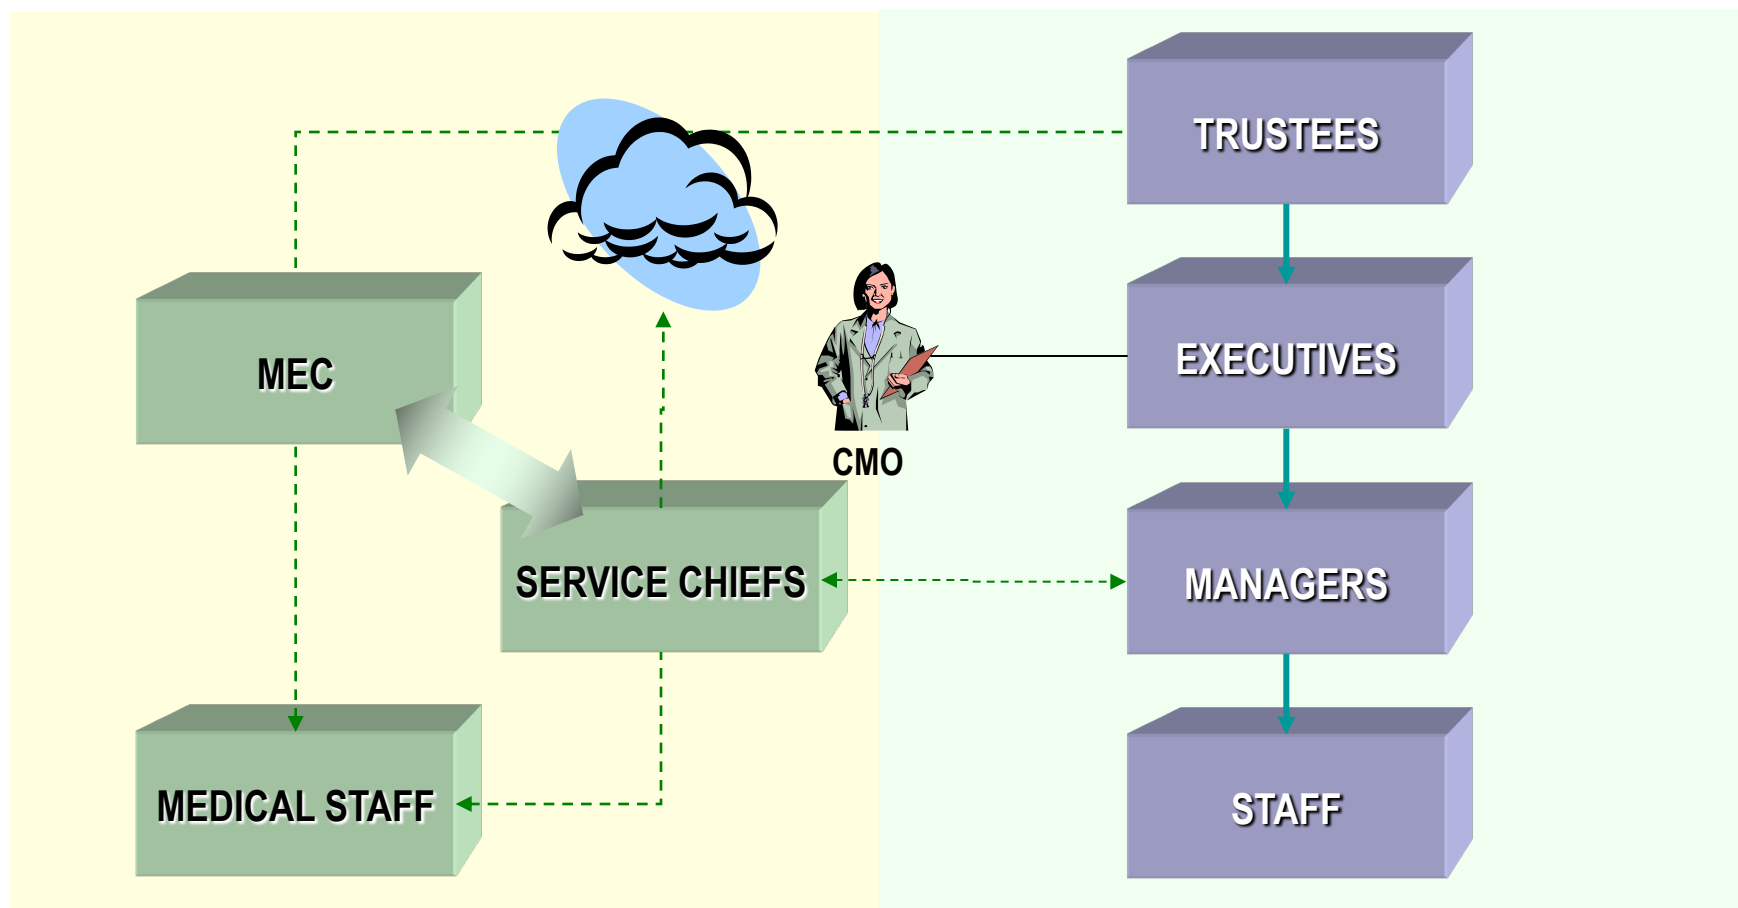 TRUSTEES
MEC
EXECUTIVES
CMO
SERVICE CHIEFS
MANAGERS
MEDICAL STAFF
STAFF